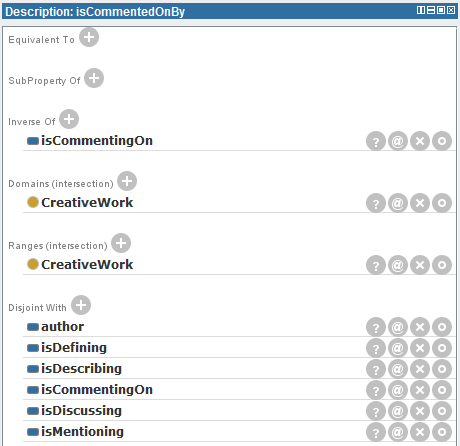 Description: isCommentedOnBy
Equivalent To
SubProperty Of
Inverse Of
isCommentingOn
Domains (intersection)
CreativeWork
Ranges (intersection)
CreativeWork
Disjoint With
author
isDefining
isDescribing
isCommentingOn
isDiscussing
isMentioning